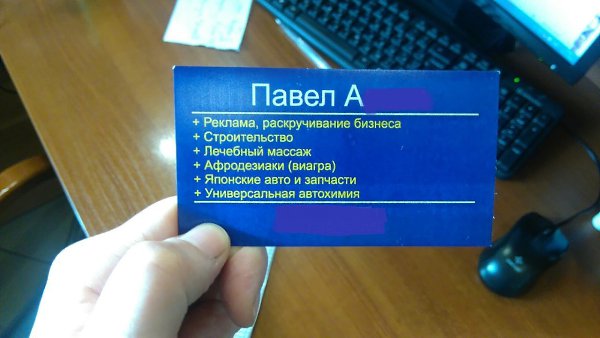 Павел А
+ Реклама, раскручивание бизнеса
+ Строительство
+ Лечебный массаж
+ Афродезиаки (виагра)
+ Японские авто и запчасти
+ Универсальная автохимия